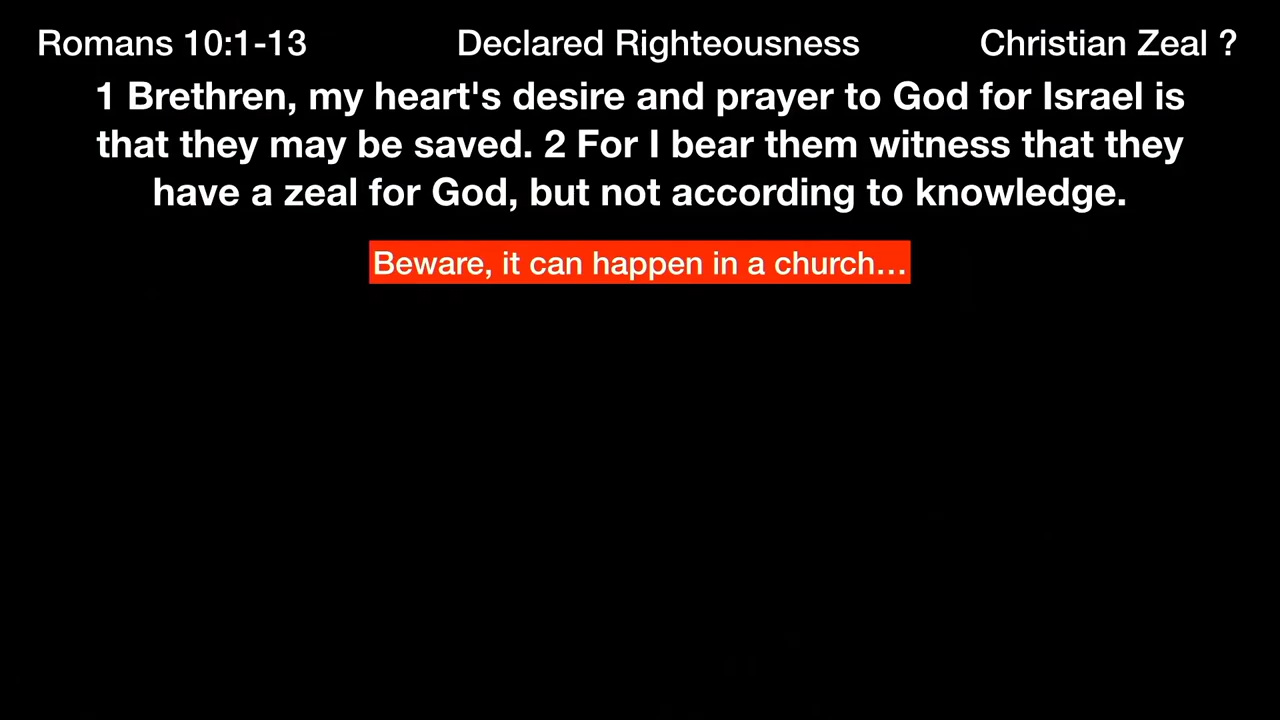 Romans 10:1-13 Declared Righteousness Christian Zeal ?
1 Brethren, my heart's desire and prayer to God for Israel is
that they may be saved. 2 For I bear them witness that they
have a zeal for God, but not according to knowledge.
Beware, it can happen in a church…